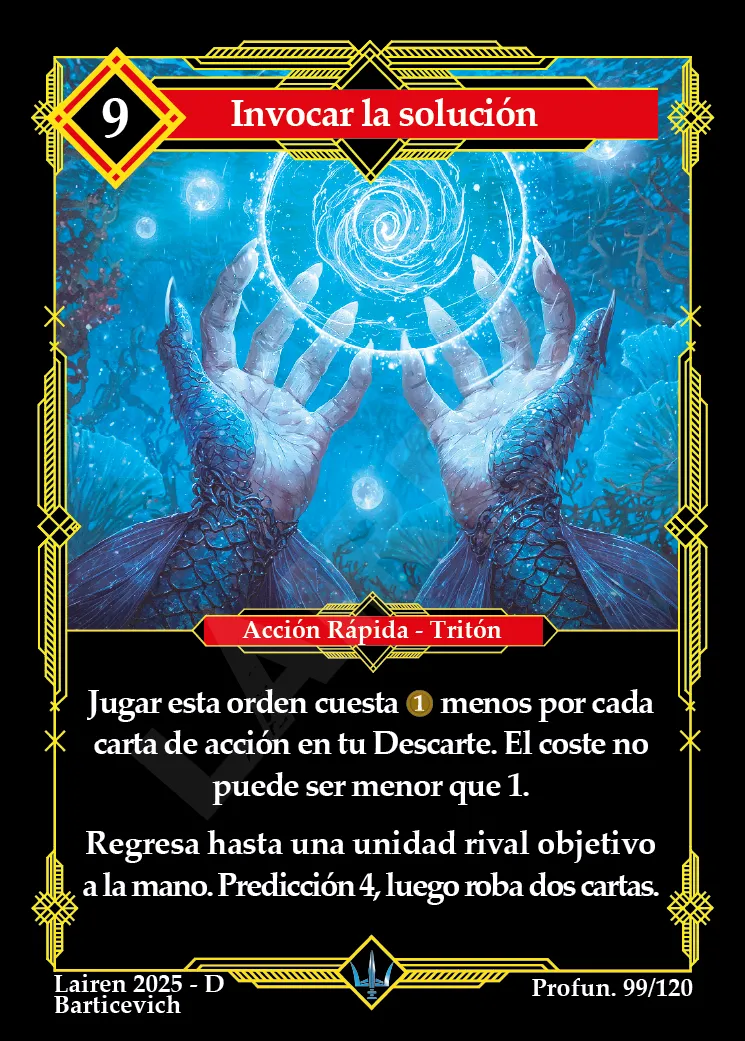 9
Invocar la solución
Acción Rápida - Tritón
Jugar esta orden cuesta 1 menos por cada
carta de acción en tu Descarte. El coste no
puede ser menor que 1.
Regresa hasta una unidad rival objetivo
a la mano. Predicción 4, luego roba dos cartas.
Lairen 2025 - D
Barticevich
Profun. 99/120